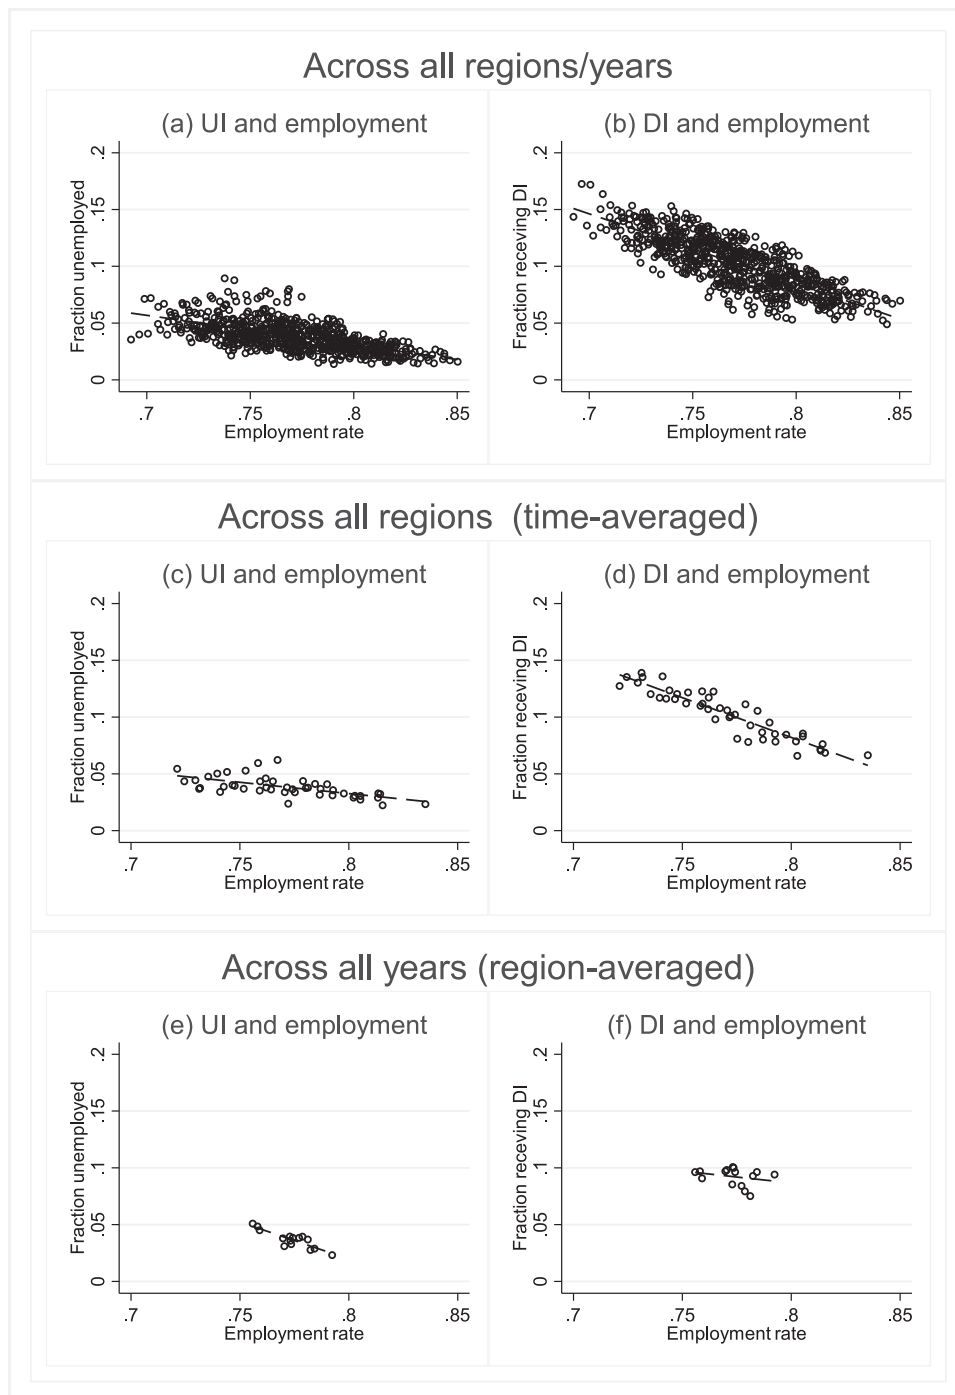 Across all regions/years
(a) UI and employment
Fraction unemployed
0 .05 .1 .15 .2
.7 .75 .8 .85
Employment rate
(b) DI and employment
Fraction receving DI
0 .05 .1 .15 .2
.7 .75 .8 .85
Employment rate
Across all regions (time-averaged)
(c) UI and employment
Fraction unemployed
0 .05 .1 .15 .2
.7 .75 .8 .85
Employment rate
(d) DI and employment
Fraction receving DI
0 .05 .1 .15 .2
.7 .75 .8 .85
Employment rate
Across all years (region-averaged)
(e) UI and employment
Fraction unemployed
0 .05 .1 .15 .2
.7 .75 .8 .85
Employment rate
(f) DI and employment
Fraction receving DI
0 .05 .1 .15 .2
.7 .75 .8 .85
Employment rate